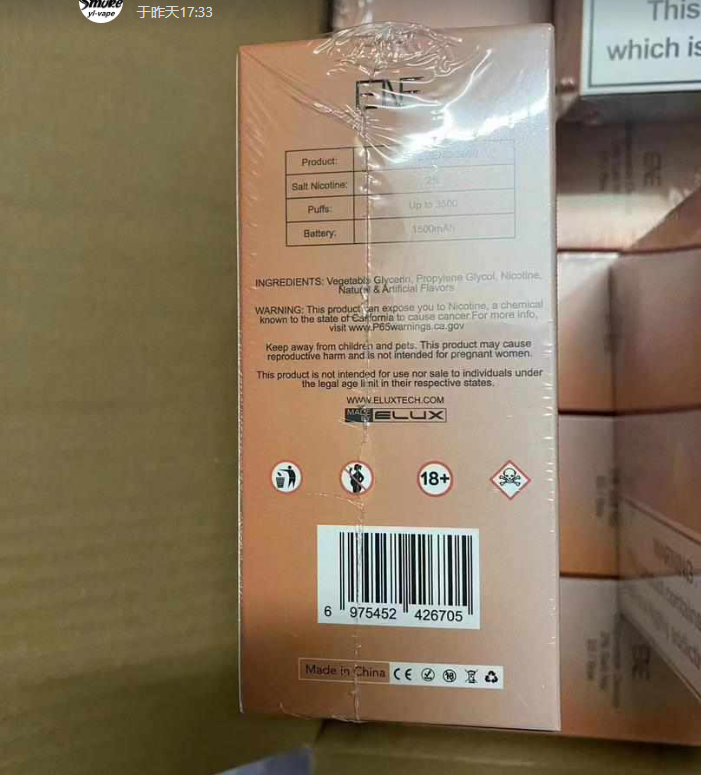 Smoke
yl-vape
于昨天17:33
This
which is
ENE
Product:
Salt Nicotine:
Puffs: Up to 3500
Battery: 1500mAh
INGREDIENTS: Vegetable Glycerin, Propylene Glycol, Nicotine,
Natural & Artificial Flavors
WARNING: This product can expose you to Nicotine, a chemical
known to the state of California to cause cancer.For more info,
visit www.P65warnings.ca.gov
Keep away from children and pets. This product may cause
reproductive harm and is not intended for pregnant women.
This product is not intended for use nor sale to individuals under
the legal age limit in their respective states.
WWW.ELUXTECH.COM
MADE BY ELUX
18+
6 975452 426705
Made in China CE 18